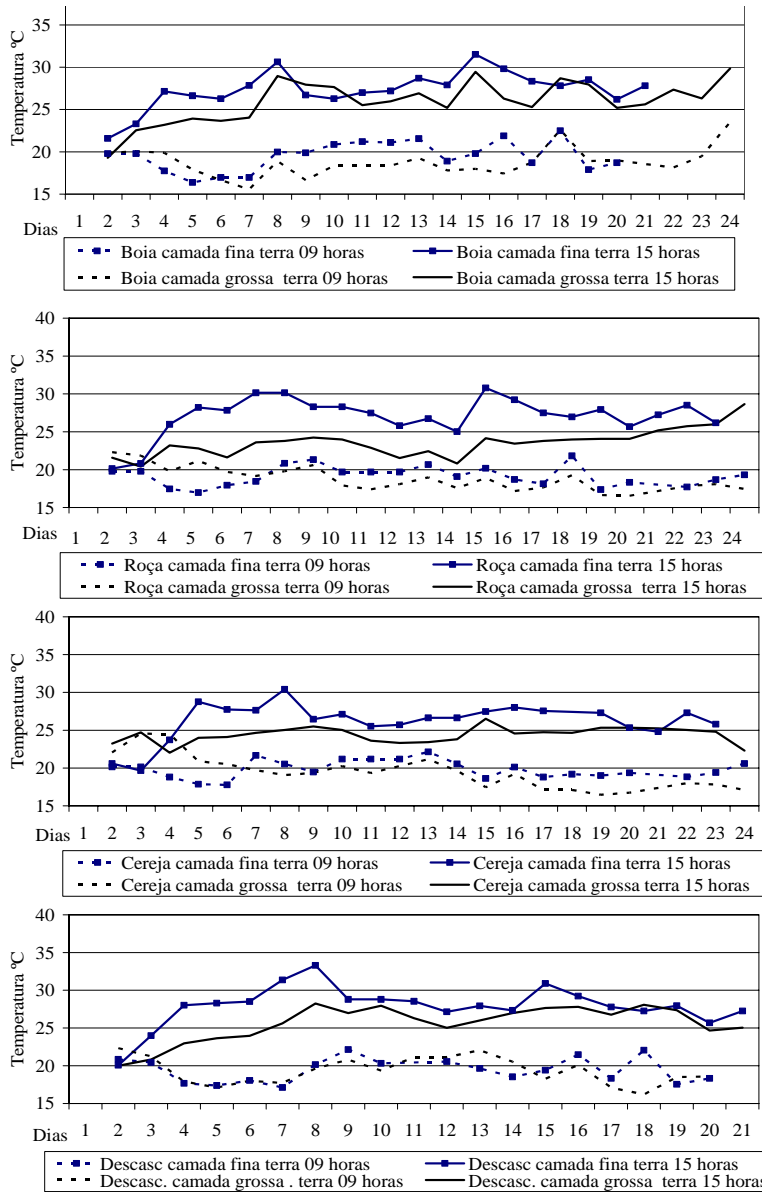 Temperatura ºC
35
30
25
20
15
Dias 1 2 3 4 5 6 7 8 9 10 11 12 13 14 15 16 17 18 19 20 21 22 23 24
Boia camada fina terra 09 horas Boia camada fina terra 15 horas
Boia camada grossa terra 09 horas Boia camada grossa terra 15 horas
Temperatura ºC
40
35
30
25
20
15
Dias 1 2 3 4 5 6 7 8 9 10 11 12 13 14 15 16 17 18 19 20 21 22 23 24
Roça camada fina terra 09 horas Roça camada fina terra 15 horas
Roça camada grossa terra 09 horas Roça camada grossa terra 15 horas
Temperatura ºC
40
35
30
25
20
15
Dias 1 2 3 4 5 6 7 8 9 10 11 12 13 14 15 16 17 18 19 20 21 22 23 24
Cereja camada fina terra 09 horas Cereja camada fina terra 15 horas
Cereja camada grossa terra 09 horas Cereja camada grossa terra 15 horas
Temperatura ºC
40
35
30
25
20
15
Dias 1 2 3 4 5 6 7 8 9 10 11 12 13 14 15 16 17 18 19 20 21
Descasc camada fina terra 09 horas Descasc camada fina terra 15 horas
Descasc. camada grossa . terra 09 horas Descasc. camada grossa terra 15 horas